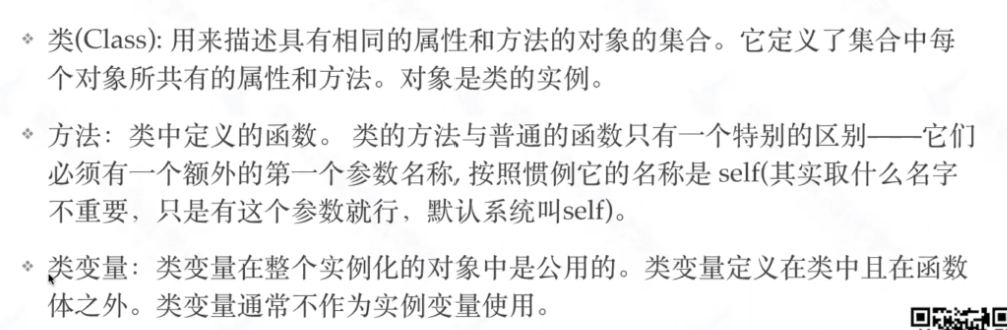 ❖ 类(Class): 用来描述具有相同的属性和方法的对象的集合。它定义了集合中每
个对象所共有的属性和方法。对象是类的实例。
❖ 方法：类中定义的函数。 类的方法与普通的函数只有一个特别的区别——它们
必须有一个额外的第一个参数名称, 按照惯例它的名称是 self(其实取什么名字
不重要，只是有这个参数就行，默认系统叫self)。
❖ 类变量：类变量在整个实例化的对象中是公用的。类变量定义在类中且在函数
体之外。类变量通常不作为实例变量使用。